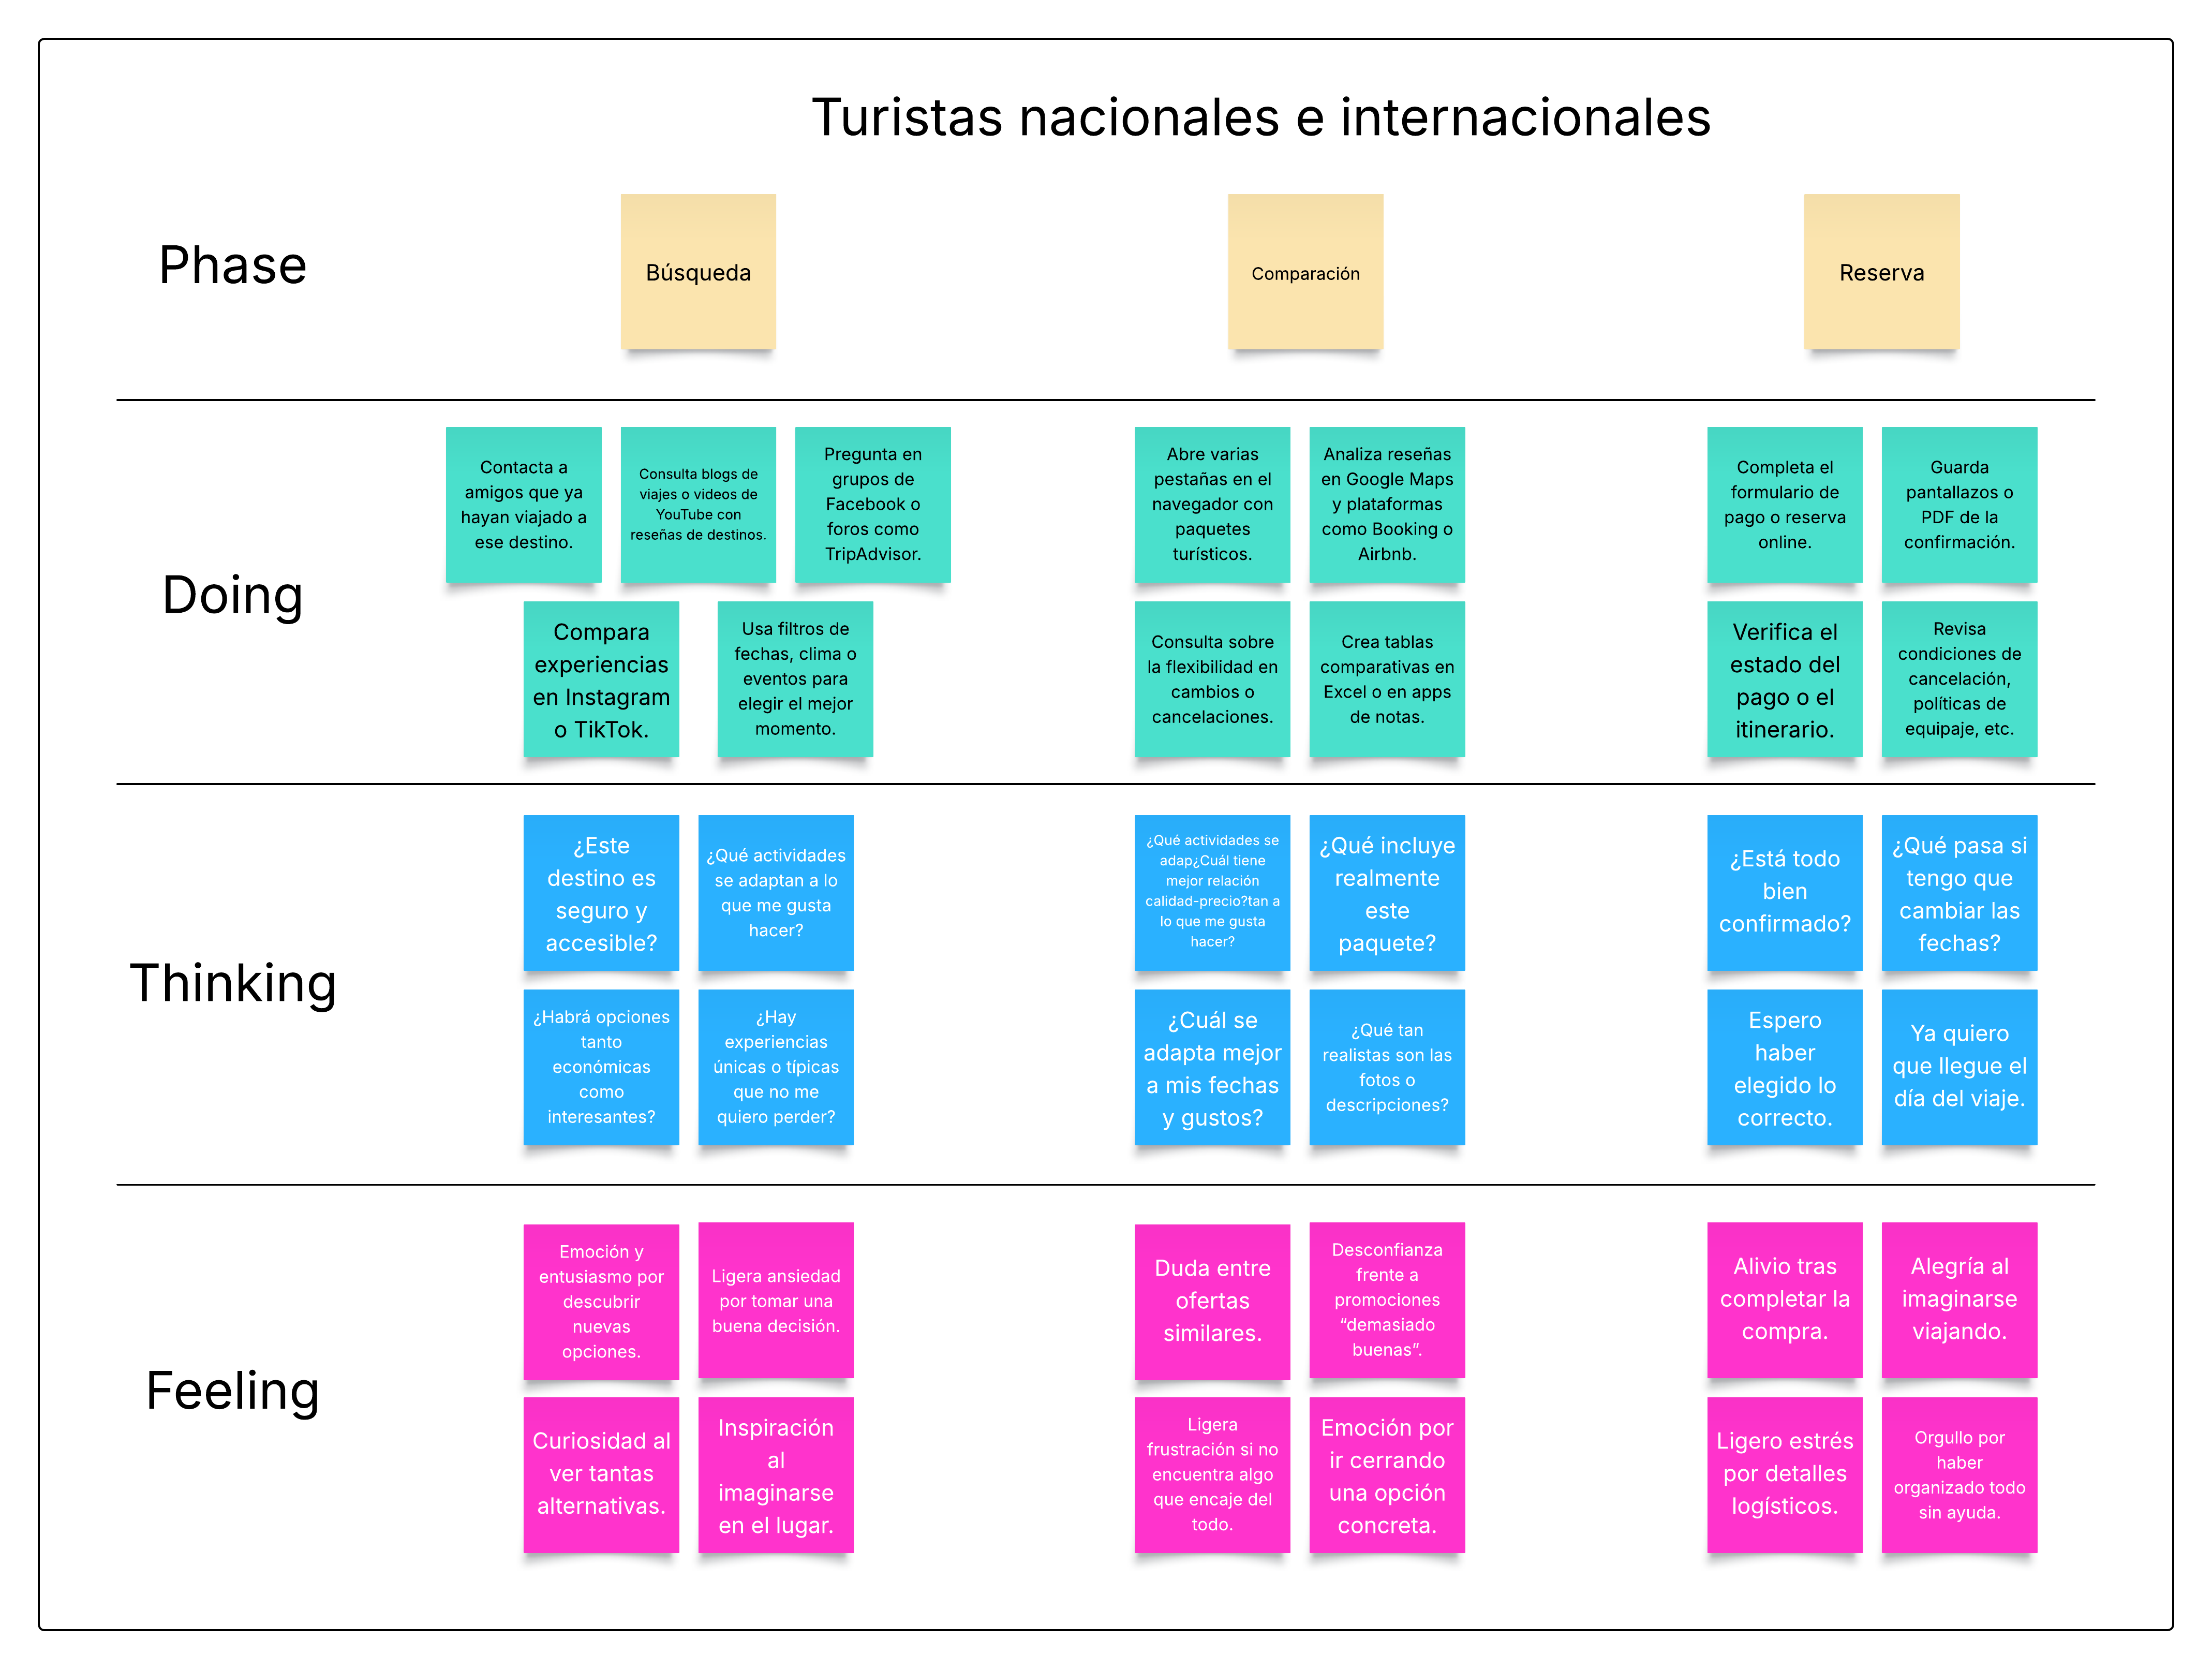 Turistas nacionales e internacionales
Phase
Búsqueda
Comparación
Reserva
Doing
Contacta a
amigos que ya
hayan viajado a
ese destino.
Consulta blogs de
viajes o videos de
YouTube con
reseñas de destinos.
Pregunta en
grupos de
Facebook o
foros como
TripAdvisor.
Compara
experiencias
en Instagram
o TikTok.
Usa filtros de
fechas, clima o
eventos para
elegir el mejor
momento.
Abre varias
pestañas en el
navegador con
paquetes
turísticos.
Analiza reseñas
en Google Maps
y plataformas
como Booking o
Airbnb.
Consulta sobre
la flexibilidad en
cambios o
cancelaciones.
Crea tablas
comparativas en
Excel o en apps
de notas.
Completa el
formulario de
pago o reserva
online.
Guarda
pantallazos o
PDF de la
confirmación.
Verifica el
estado del
pago o el
itinerario.
Revisa
condiciones de
cancelación,
políticas de
equipaje, etc.
Thinking
¿Este
destino es
seguro y
accesible?
¿Qué actividades
se adaptan a lo
que me gusta
hacer?
¿Habrá opciones
tanto
económicas
como
interesantes?
¿Hay
experiencias
únicas o típicas
que no me
quiero perder?
¿Qué actividades se
adap¿Cuál tiene
mejor relación
calidad-precio?tan a
lo que me gusta
hacer?
¿Qué incluye
realmente
este
paquete?
¿Cuál se
adapta mejor
a mis fechas
y gustos?
¿Qué tan
realistas son las
fotos o
descripciones?
¿Está todo
bien
confirmado?
¿Qué pasa si
tengo que
cambiar las
fechas?
Espero
haber
elegido lo
correcto.
Ya quiero
que llegue el
día del viaje.
Feeling
Emoción y
entusiasmo por
descubrir
nuevas
opciones.
Ligera ansiedad
por tomar una
buena decisión.
Curiosidad al
ver tantas
alternativas.
Inspiración
al
imaginarse
en el lugar.
Duda entre
ofertas
similares.
Desconfianza
frente a
promociones
“demasiado
buenas”.
Ligera
frustración si no
encuentra algo
que encaje del
todo.
Emoción por
ir cerrando
una opción
concreta.
Alivio tras
completar la
compra.
Alegría al
imaginarse
viajando.
Ligero estrés
por detalles
logísticos.
Orgullo por
haber
organizado todo
sin ayuda.